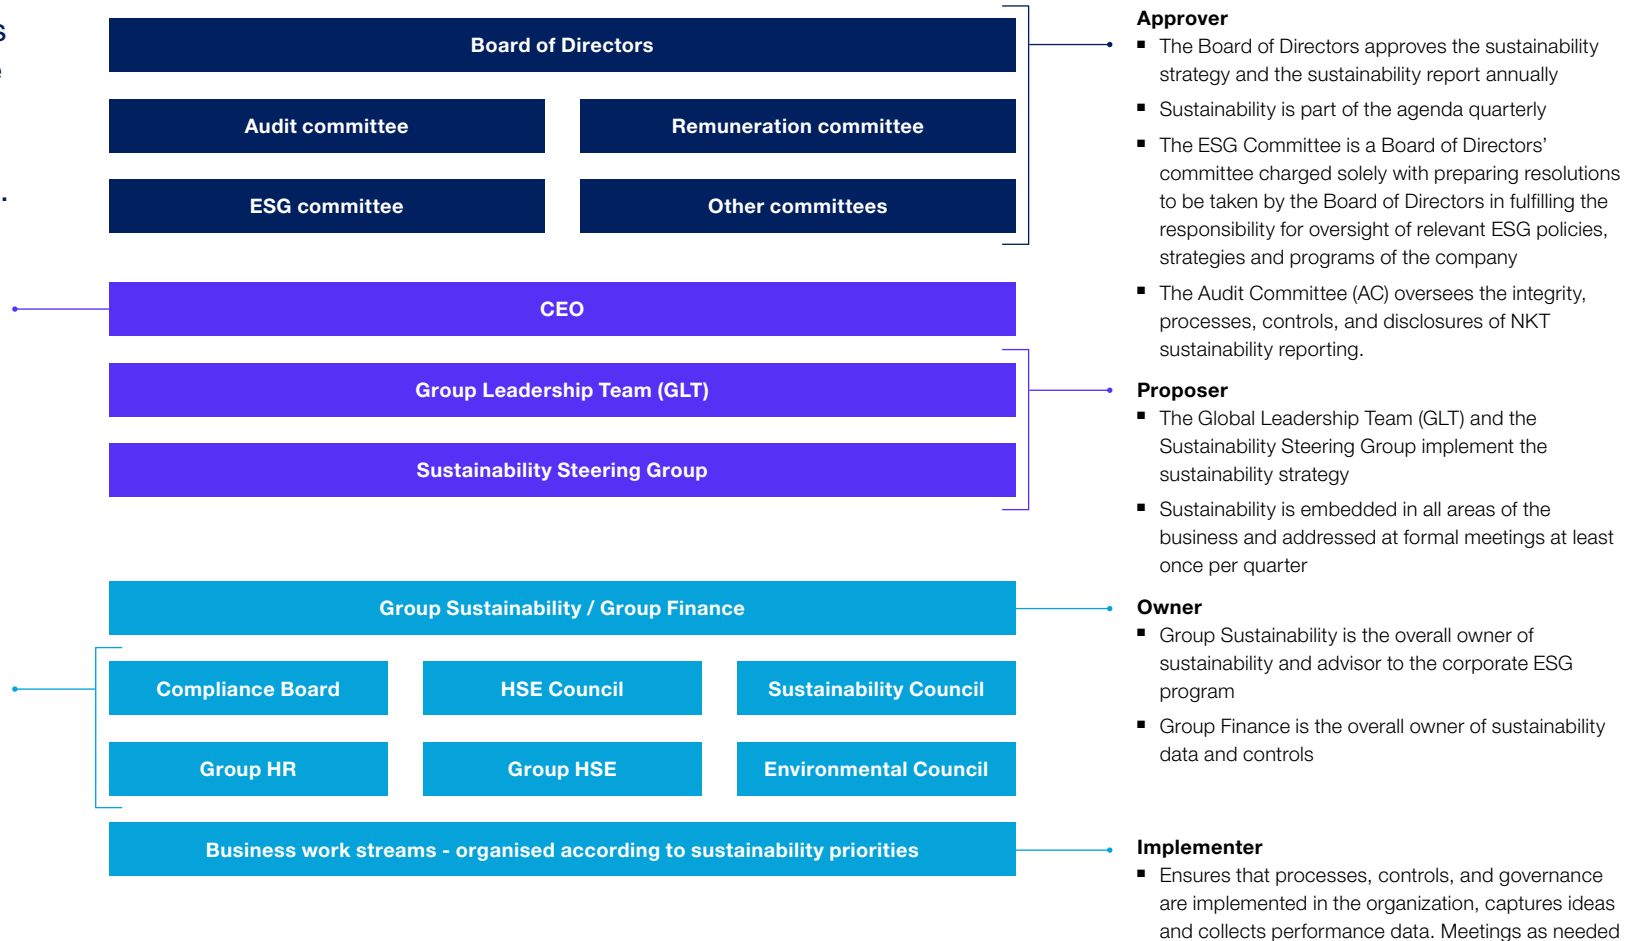 s
e
.
Board of Directors
Audit committee
Remuneration committee
ESG committee
Other committees
CEO
Group Leadership Team (GLT)
Sustainability Steering Group
Group Sustainability / Group Finance
Compliance Board
HSE Council
Sustainability Council
Group HR
Group HSE
Environmental Council
Business work streams - organised according to sustainability priorities
Approver
▪ The Board of Directors approves the sustainability
strategy and the sustainability report annually
▪ Sustainability is part of the agenda quarterly
▪ The ESG Committee is a Board of Directors’
committee charged solely with preparing resolutions
to be taken by the Board of Directors in fulfilling the
responsibility for oversight of relevant ESG policies,
strategies and programs of the company
▪ The Audit Committee (AC) oversees the integrity,
processes, controls, and disclosures of NKT
sustainability reporting.
Proposer
▪ The Global Leadership Team (GLT) and the
Sustainability Steering Group implement the
sustainability strategy
▪ Sustainability is embedded in all areas of the
business and addressed at formal meetings at least
once per quarter
Owner
▪ Group Sustainability is the overall owner of
sustainability and advisor to the corporate ESG
program
▪ Group Finance is the overall owner of sustainability
data and controls
Implementer
▪ Ensures that processes, controls, and governance
are implemented in the organization, captures ideas
and collects performance data. Meetings as needed